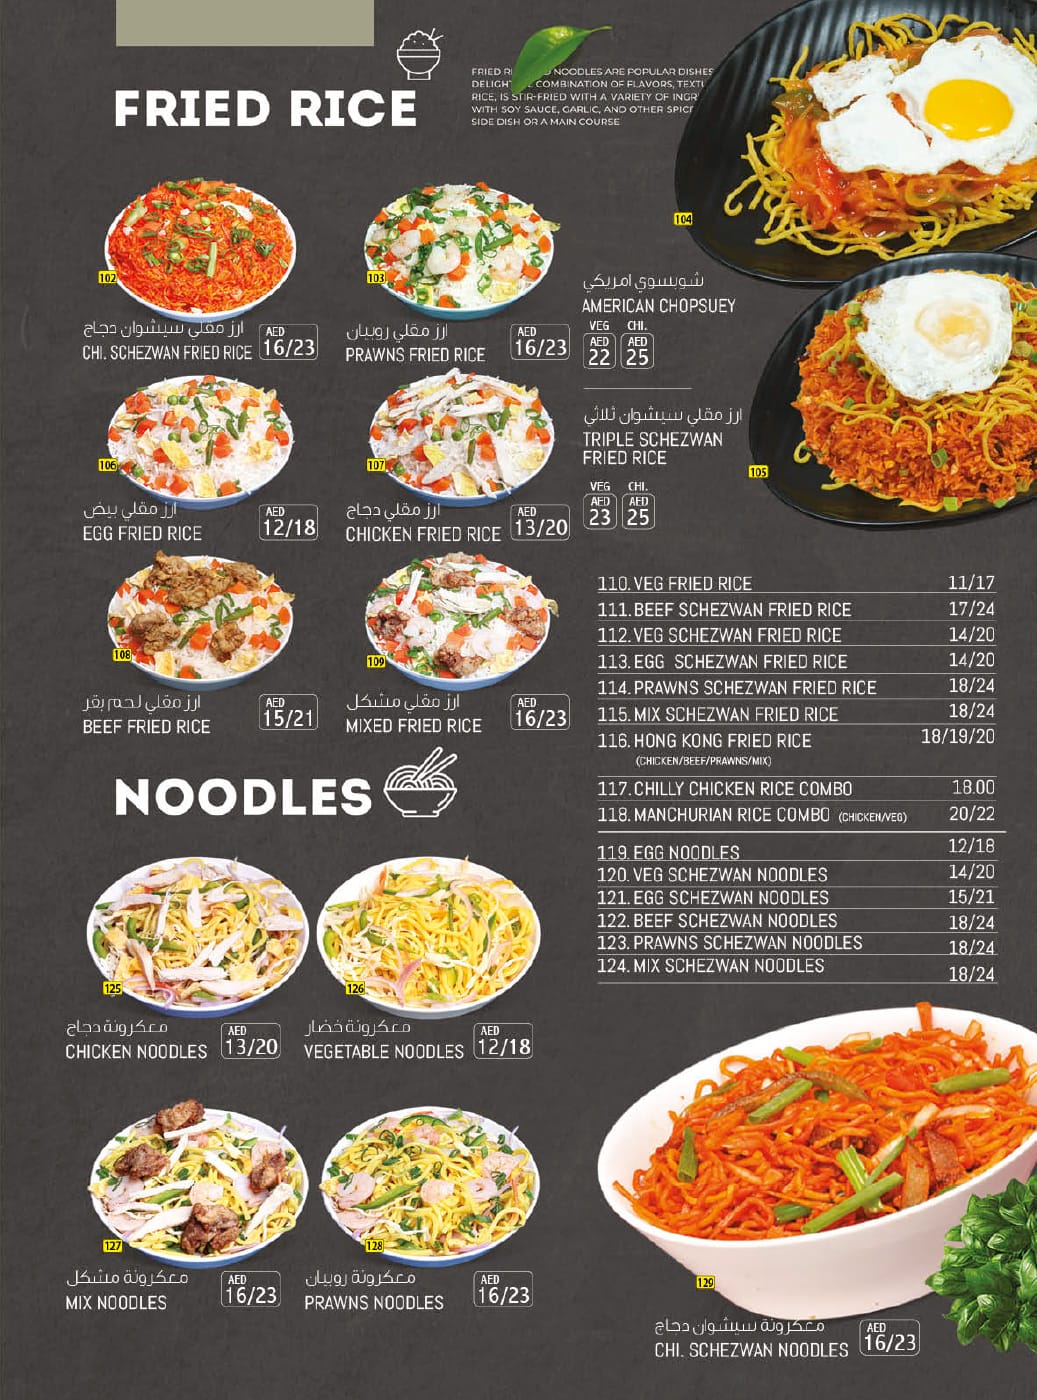 FRIED RICE
NOODLES ARE POPULAR DISHES
COMBINATION OF FLAVORS,
RICE, IS STIR-FRIED WITH A VARIETY OF
WITH SOY SAUCE, GARLIC, AND OTHER
SIDE DISH OR A MAIN COURSE
102
ارز مقلي سيشوان دجاج
CHI. SCHEZWAN FRIED RICE
AED
16/23
103
ارز مقلي روبيان
PRAWNS FRIED RICE
AED
16/23
104
شوبسوي امريكي
AMERICAN CHOPSUEY
VEG CHI.
AED AED
22 25
105
ارز مقلي سيشوان ثلاثي
TRIPLE SCHEZWAN
FRIED RICE
VEG CHI.
AED AED
23 25
106
ارز مقلي بيض
EGG FRIED RICE
AED
12/18
107
ارز مقلي دجاج
CHICKEN FRIED RICE
AED
13/20
108
ارز مقلي لحم بقر
BEEF FRIED RICE
AED
15/21
109
ارز مقلي مشكل
MIXED FRIED RICE
AED
16/23
110. VEG FRIED RICE 11/17
111. BEEF SCHEZWAN FRIED RICE 17/24
112. VEG SCHEZWAN FRIED RICE 14/20
113. EGG SCHEZWAN FRIED RICE 14/20
114. PRAWNS SCHEZWAN FRIED RICE 18/24
115. MIX SCHEZWAN FRIED RICE 18/24
116. HONG KONG FRIED RICE 18/19/20
(CHICKEN/BEEF/PRAWNS/MIX)
117. CHILLY CHICKEN RICE COMBO 18.00
118. MANCHURIAN RICE COMBO (CHICKEN/VEG) 20/22
119. EGG NOODLES 12/18
120. VEG SCHEZWAN NOODLES 14/20
121. EGG SCHEZWAN NOODLES 15/21
122. BEEF SCHEZWAN NOODLES 18/24
123. PRAWNS SCHEZWAN NOODLES 18/24
124. MIX SCHEZWAN NOODLES 18/24
NOODLES
125
معكرونة دجاج
CHICKEN NOODLES
AED
13/20
126
معكرونة خضار
VEGETABLE NOODLES
AED
12/18
127
معكرونة مشكل
MIX NOODLES
AED
16/23
128
معكرونة روبيان
PRAWNS NOODLES
AED
16/23
129
معكرونة سيشوان دجاج
CHI. SCHEZWAN NOODLES
AED
16/23